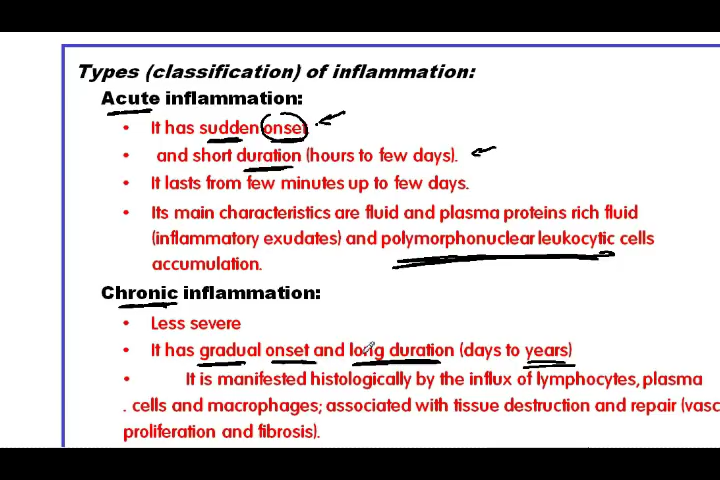 Types (classification) of inflammation:
Acute inflammation:
• It has sudden onset.
• and short duration (hours to few days).
• It lasts from few minutes up to few days.
• Its main characteristics are fluid and plasma proteins rich fluid
(inflammatory exudates) and polymorphonuclear leukocytic cells
accumulation.
Chronic inflammation:
• Less severe
• It has gradual onset and long duration (days to years)
• It is manifested histologically by the influx of lymphocytes, plasma
. cells and macrophages; associated with tissue destruction and repair (vasc
proliferation and fibrosis).